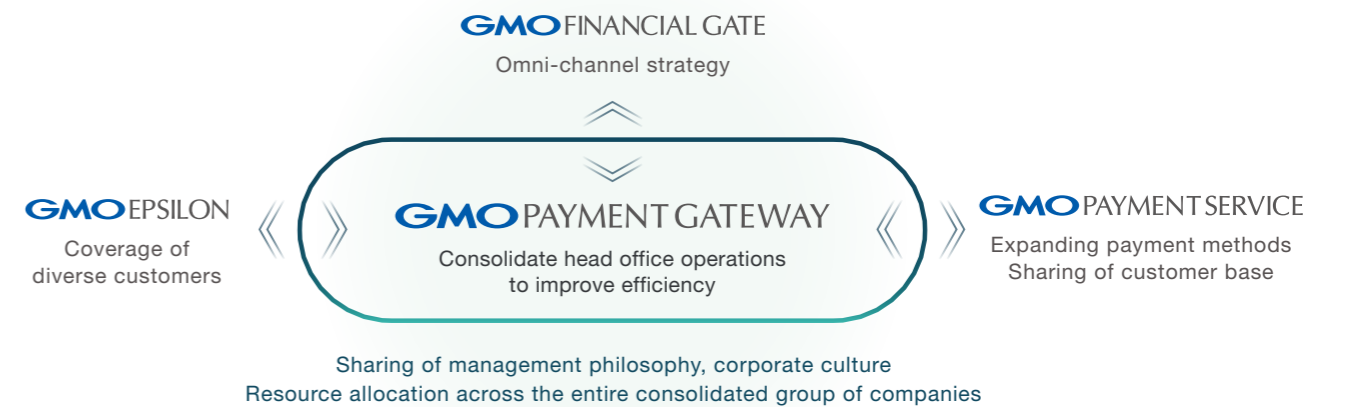 GMO FINANCIAL GATE
Omni-channel strategy
GMO EPSILON
Coverage of
diverse customers
GMO PAYMENT GATEWAY
Consolidate head office operations
to improve efficiency
GMO PAYMENT SERVICE
Expanding payment methods
Sharing of customer base
Sharing of management philosophy, corporate culture
Resource allocation across the entire consolidated group of companies